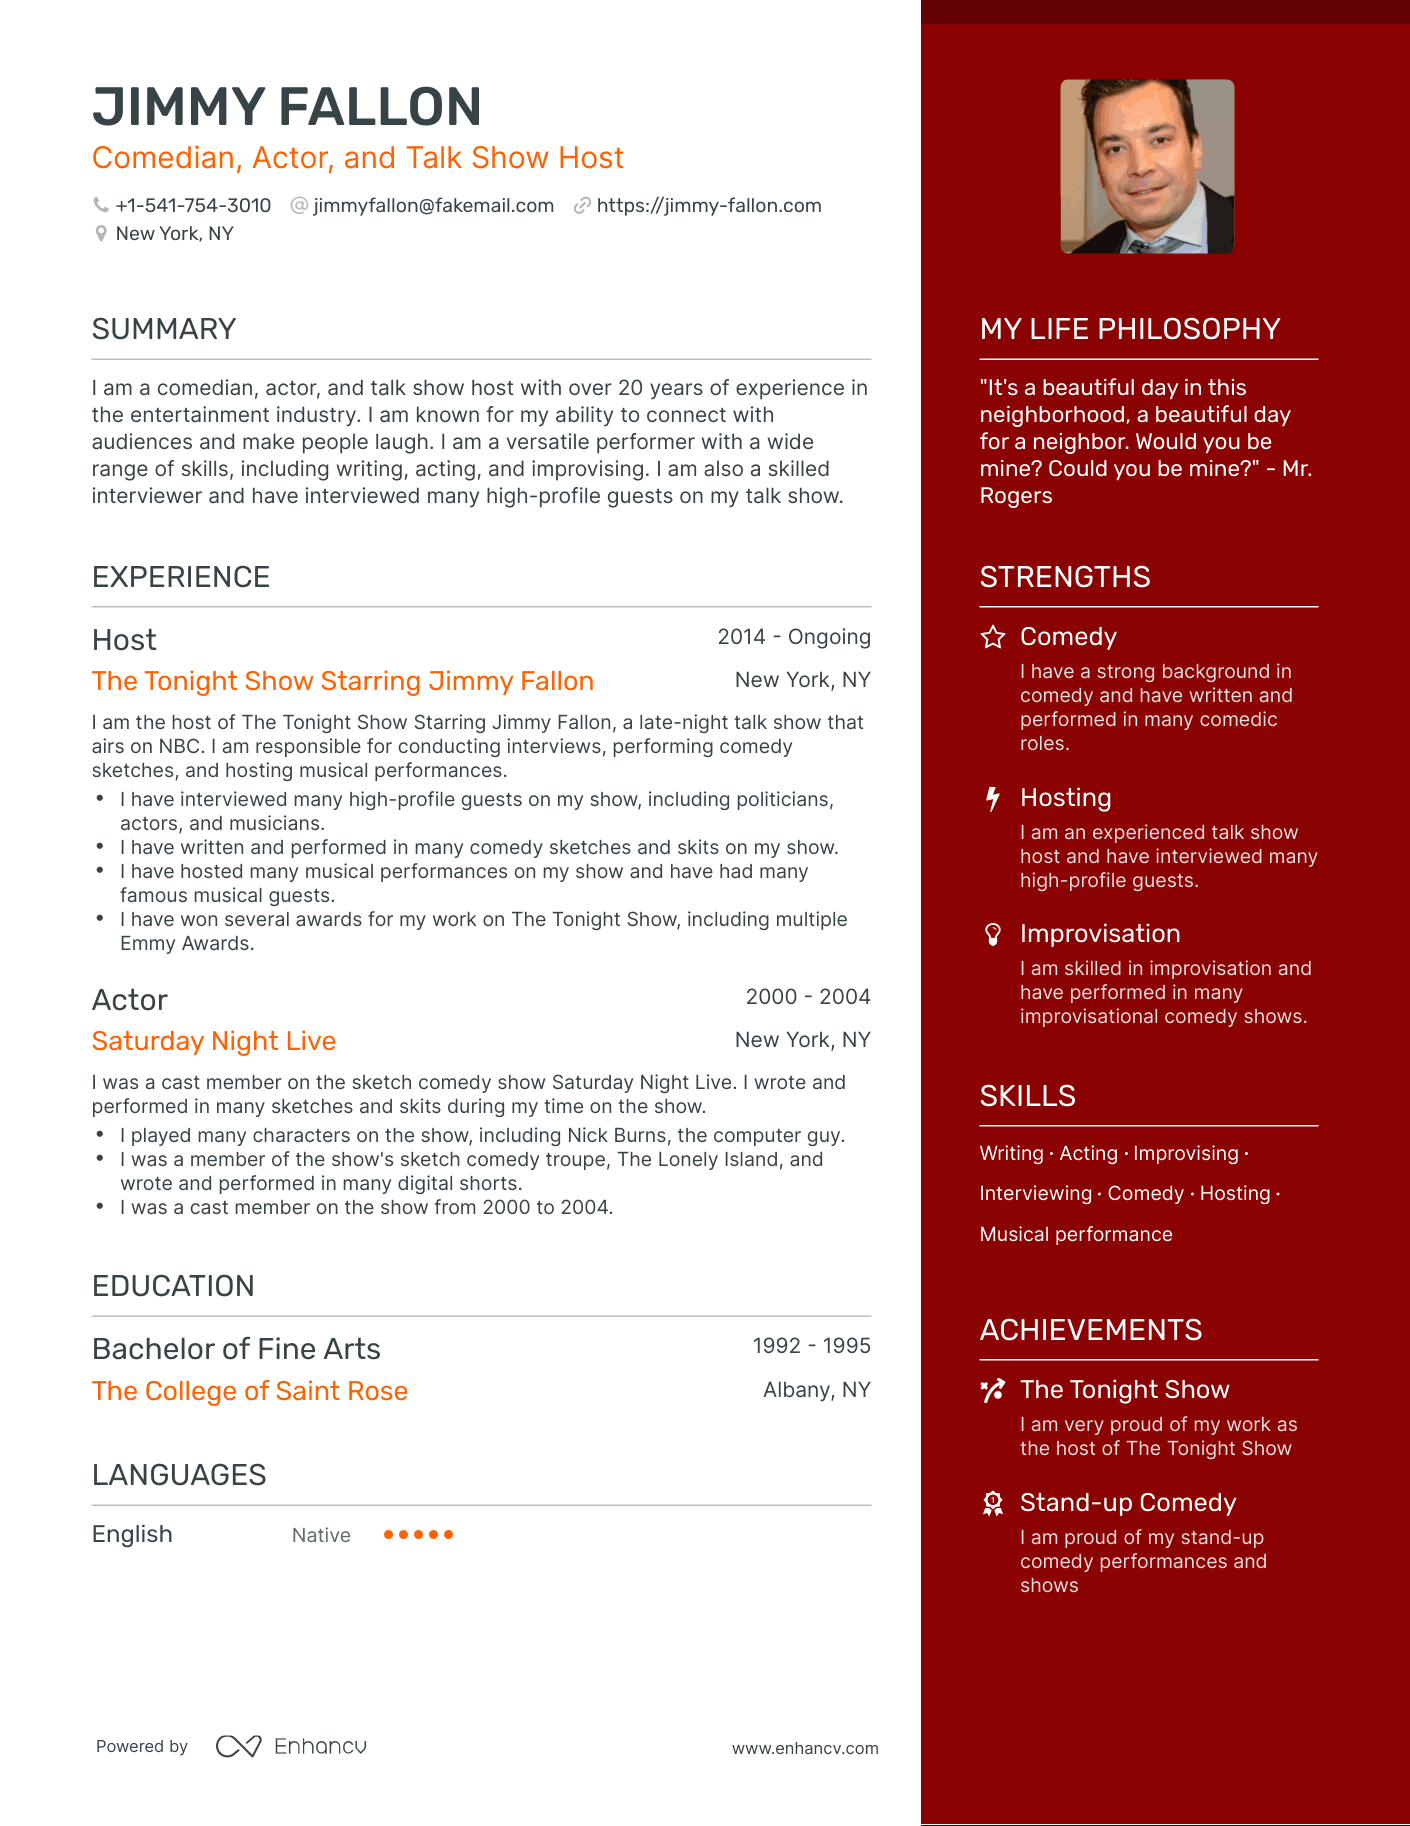 JIMMY FALLON
Comedian, Actor, and Talk Show Host
+1-541-754-3010 jimmyfallon@fakemail.com https://jimmy-fallon.com
New York, NY
SUMMARY
I am a comedian, actor, and talk show host with over 20 years of experience in
the entertainment industry. I am known for my ability to connect with
audiences and make people laugh. I am a versatile performer with a wide
range of skills, including writing, acting, and improvising. I am also a skilled
interviewer and have interviewed many high-profile guests on my talk show.
EXPERIENCE
Host 2014 - Ongoing
The Tonight Show Starring Jimmy Fallon New York, NY
I am the host of The Tonight Show Starring Jimmy Fallon, a late-night talk show that
airs on NBC. I am responsible for conducting interviews, performing comedy
sketches, and hosting musical performances.
• I have interviewed many high-profile guests on my show, including politicians,
actors, and musicians.
• I have written and performed in many comedy sketches and skits on my show.
• I have hosted many musical performances on my show and have had many
famous musical guests.
• I have won several awards for my work on The Tonight Show, including multiple
Emmy Awards.
Actor 2000 - 2004
Saturday Night Live New York, NY
I was a cast member on the sketch comedy show Saturday Night Live. I wrote and
performed in many sketches and skits during my time on the show.
• I played many characters on the show, including Nick Burns, the computer guy.
• I was a member of the show's sketch comedy troupe, The Lonely Island, and
wrote and performed in many digital shorts.
• I was a cast member on the show from 2000 to 2004.
EDUCATION
Bachelor of Fine Arts 1992 - 1995
The College of Saint Rose Albany, NY
LANGUAGES
English Native
Powered by Enhancv www.enhancv.com
MY LIFE PHILOSOPHY
"It's a beautiful day in this
neighborhood, a beautiful day
for a neighbor. Would you be
mine? Could you be mine?" - Mr.
Rogers
STRENGTHS
Comedy
I have a strong background in
comedy and have written and
performed in many comedic
roles.
Hosting
I am an experienced talk show
host and have interviewed many
high-profile guests.
Improvisation
I am skilled in improvisation and
have performed in many
improvisational comedy shows.
SKILLS
Writing · Acting · Improvising ·
Interviewing · Comedy · Hosting ·
Musical performance
ACHIEVEMENTS
The Tonight Show
I am very proud of my work as
the host of The Tonight Show
Stand-up Comedy
I am proud of my stand-up
comedy performances and
shows